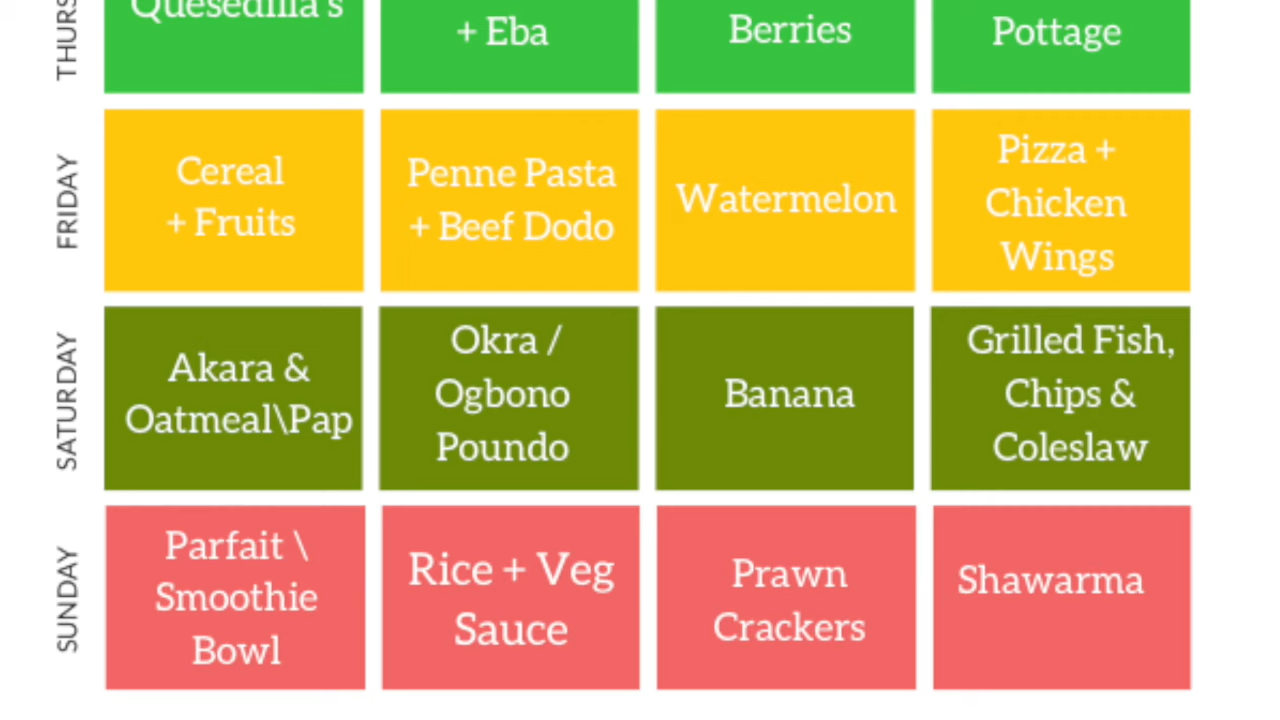 THURS
Quesedilla's
+ Eba
Berries
Pottage
FRIDAY
Cereal
+ Fruits
Penne Pasta
+ Beef Dodo
Watermelon
Pizza +
Chicken
Wings
SATURDAY
Akara &
Oatmeal\Pap
Okra /
Ogbono
Poundo
Banana
Grilled Fish,
Chips &
Coleslaw
SUNDAY
Parfait \
Smoothie
Bowl
Rice + Veg
Sauce
Prawn
Crackers
Shawarma